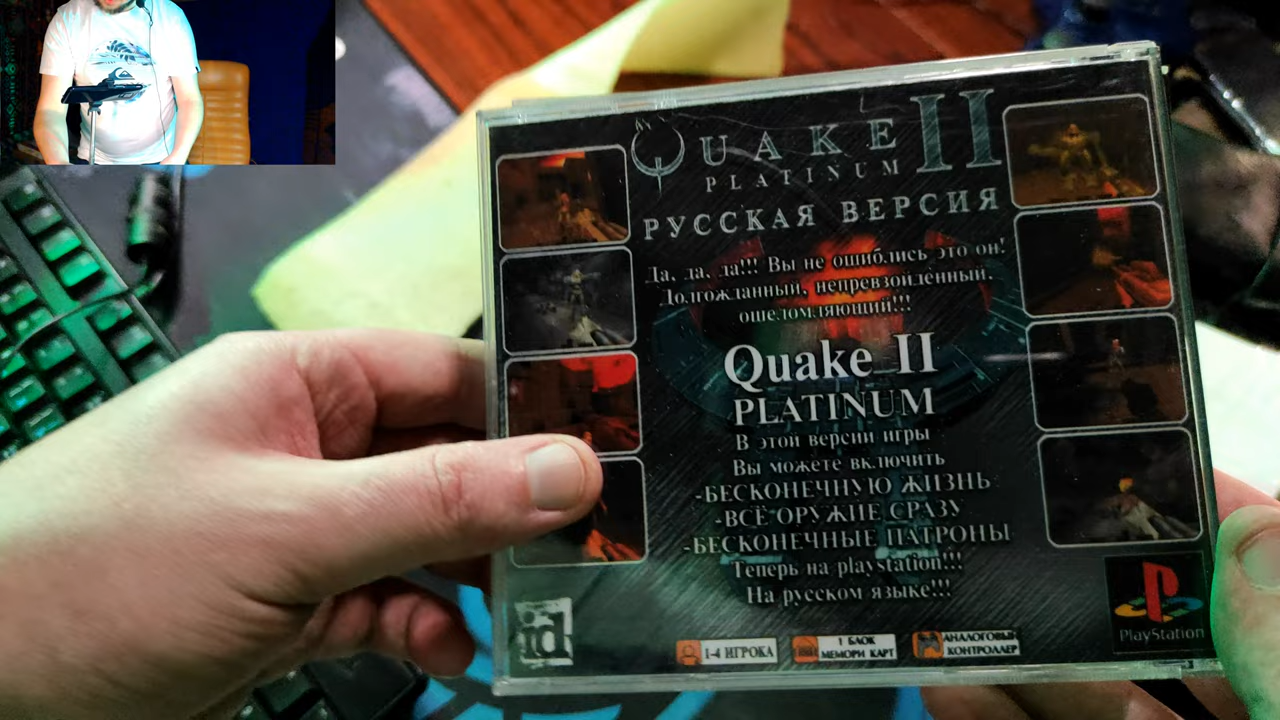 QUAKE II
PLATINUM
РУССКАЯ ВЕРСИЯ
Да, да, да!!! Вы не ошиблись это он!
Долгожданный, непревзойдённый,
ошеломляющий!!!
Quake II
PLATINUM
В этой версии игры
Вы можете включить
-БЕСКОНЕЧНУЮ ЖИЗНЬ
-ВСЁ ОРУЖИЕ СРАЗУ
-БЕСКОНЕЧНЫЕ ПАТРОНЫ
Теперь на playstation!!!
На русском языке!!!
id
1-4 ИГРОКА
1 БЛОК
МЕМОРИ КАРТ
АНАЛОГОВЫЙ
КОНТРОЛЛЕР
PlayStation